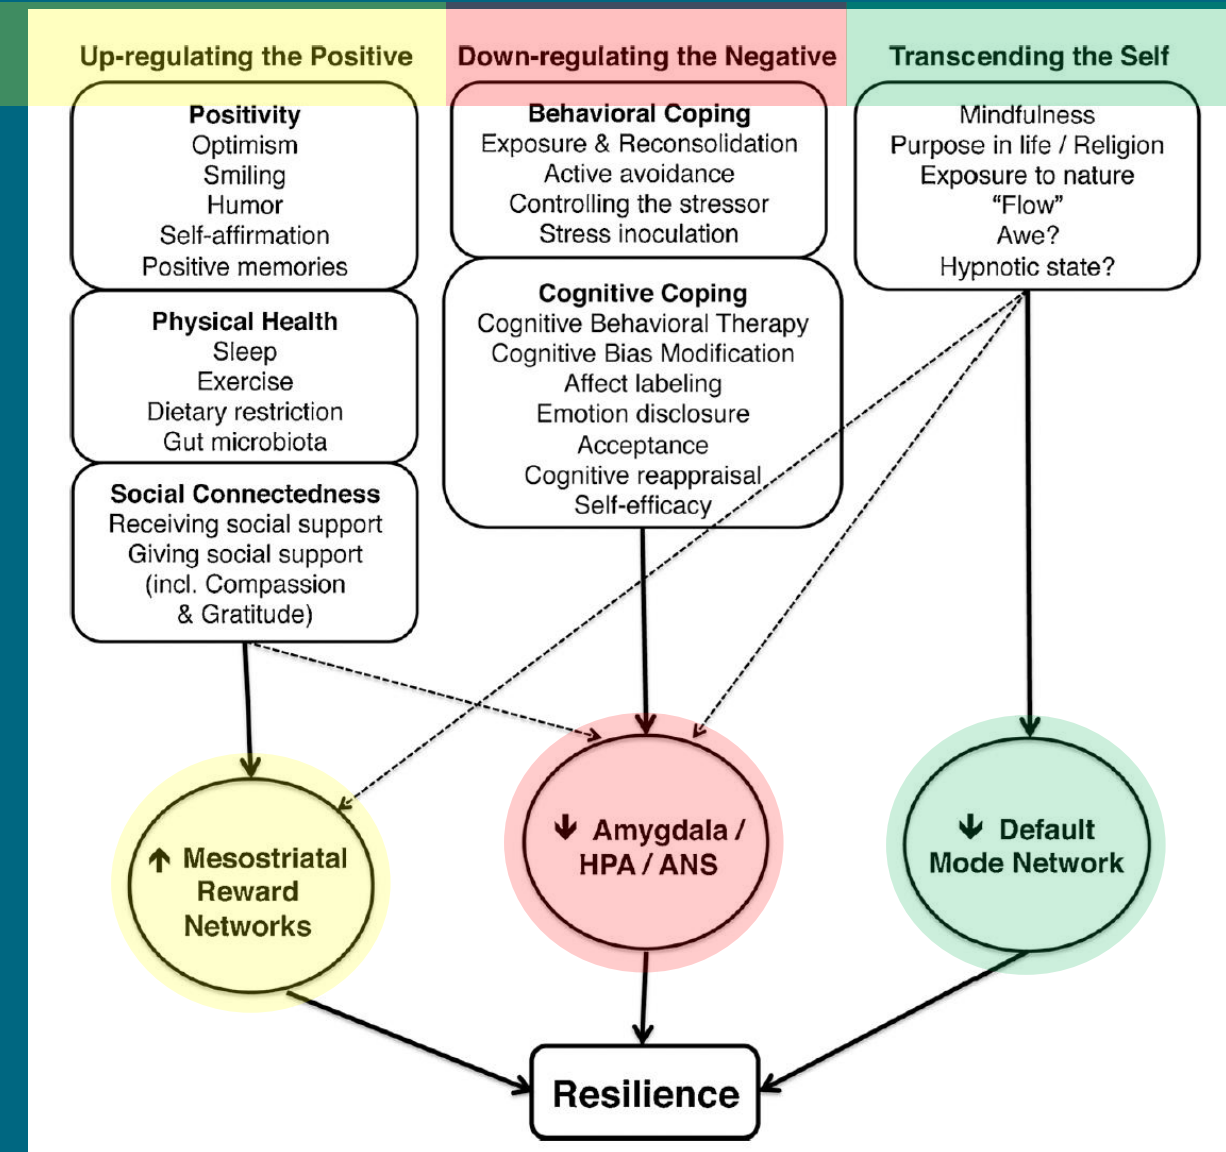 Up-regulating the Positive
Positivity
Optimism
Smiling
Humor
Self-affirmation
Positive memories
Physical Health
Sleep
Exercise
Dietary restriction
Gut microbiota
Social Connectedness
Receiving social support
Giving social support
(incl. Compassion
& Gratitude)
Down-regulating the Negative
Behavioral Coping
Exposure & Reconsolidation
Active avoidance
Controlling the stressor
Stress inoculation
Cognitive Coping
Cognitive Behavioral Therapy
Cognitive Bias Modification
Affect labeling
Emotion disclosure
Acceptance
Cognitive reappraisal
Self-efficacy
Transcending the Self
Mindfulness
Purpose in life / Religion
Exposure to nature
“Flow”
Awe?
Hypnotic state?
↑ Mesostriatal
Reward
Networks
↓ Amygdala /
HPA / ANS
↓ Default
Mode Network
Resilience